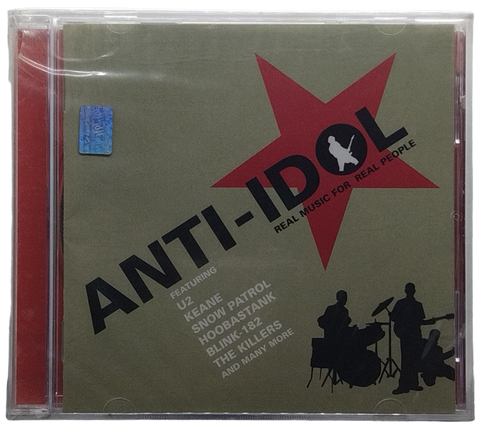 ANTI-IDOL
REAL MUSIC FOR REAL PEOPLE
FEATURING
U2
KEANE
SNOW PATROL
HOOBASTANK
BLINK-182
THE KILLERS
AND MANY MORE